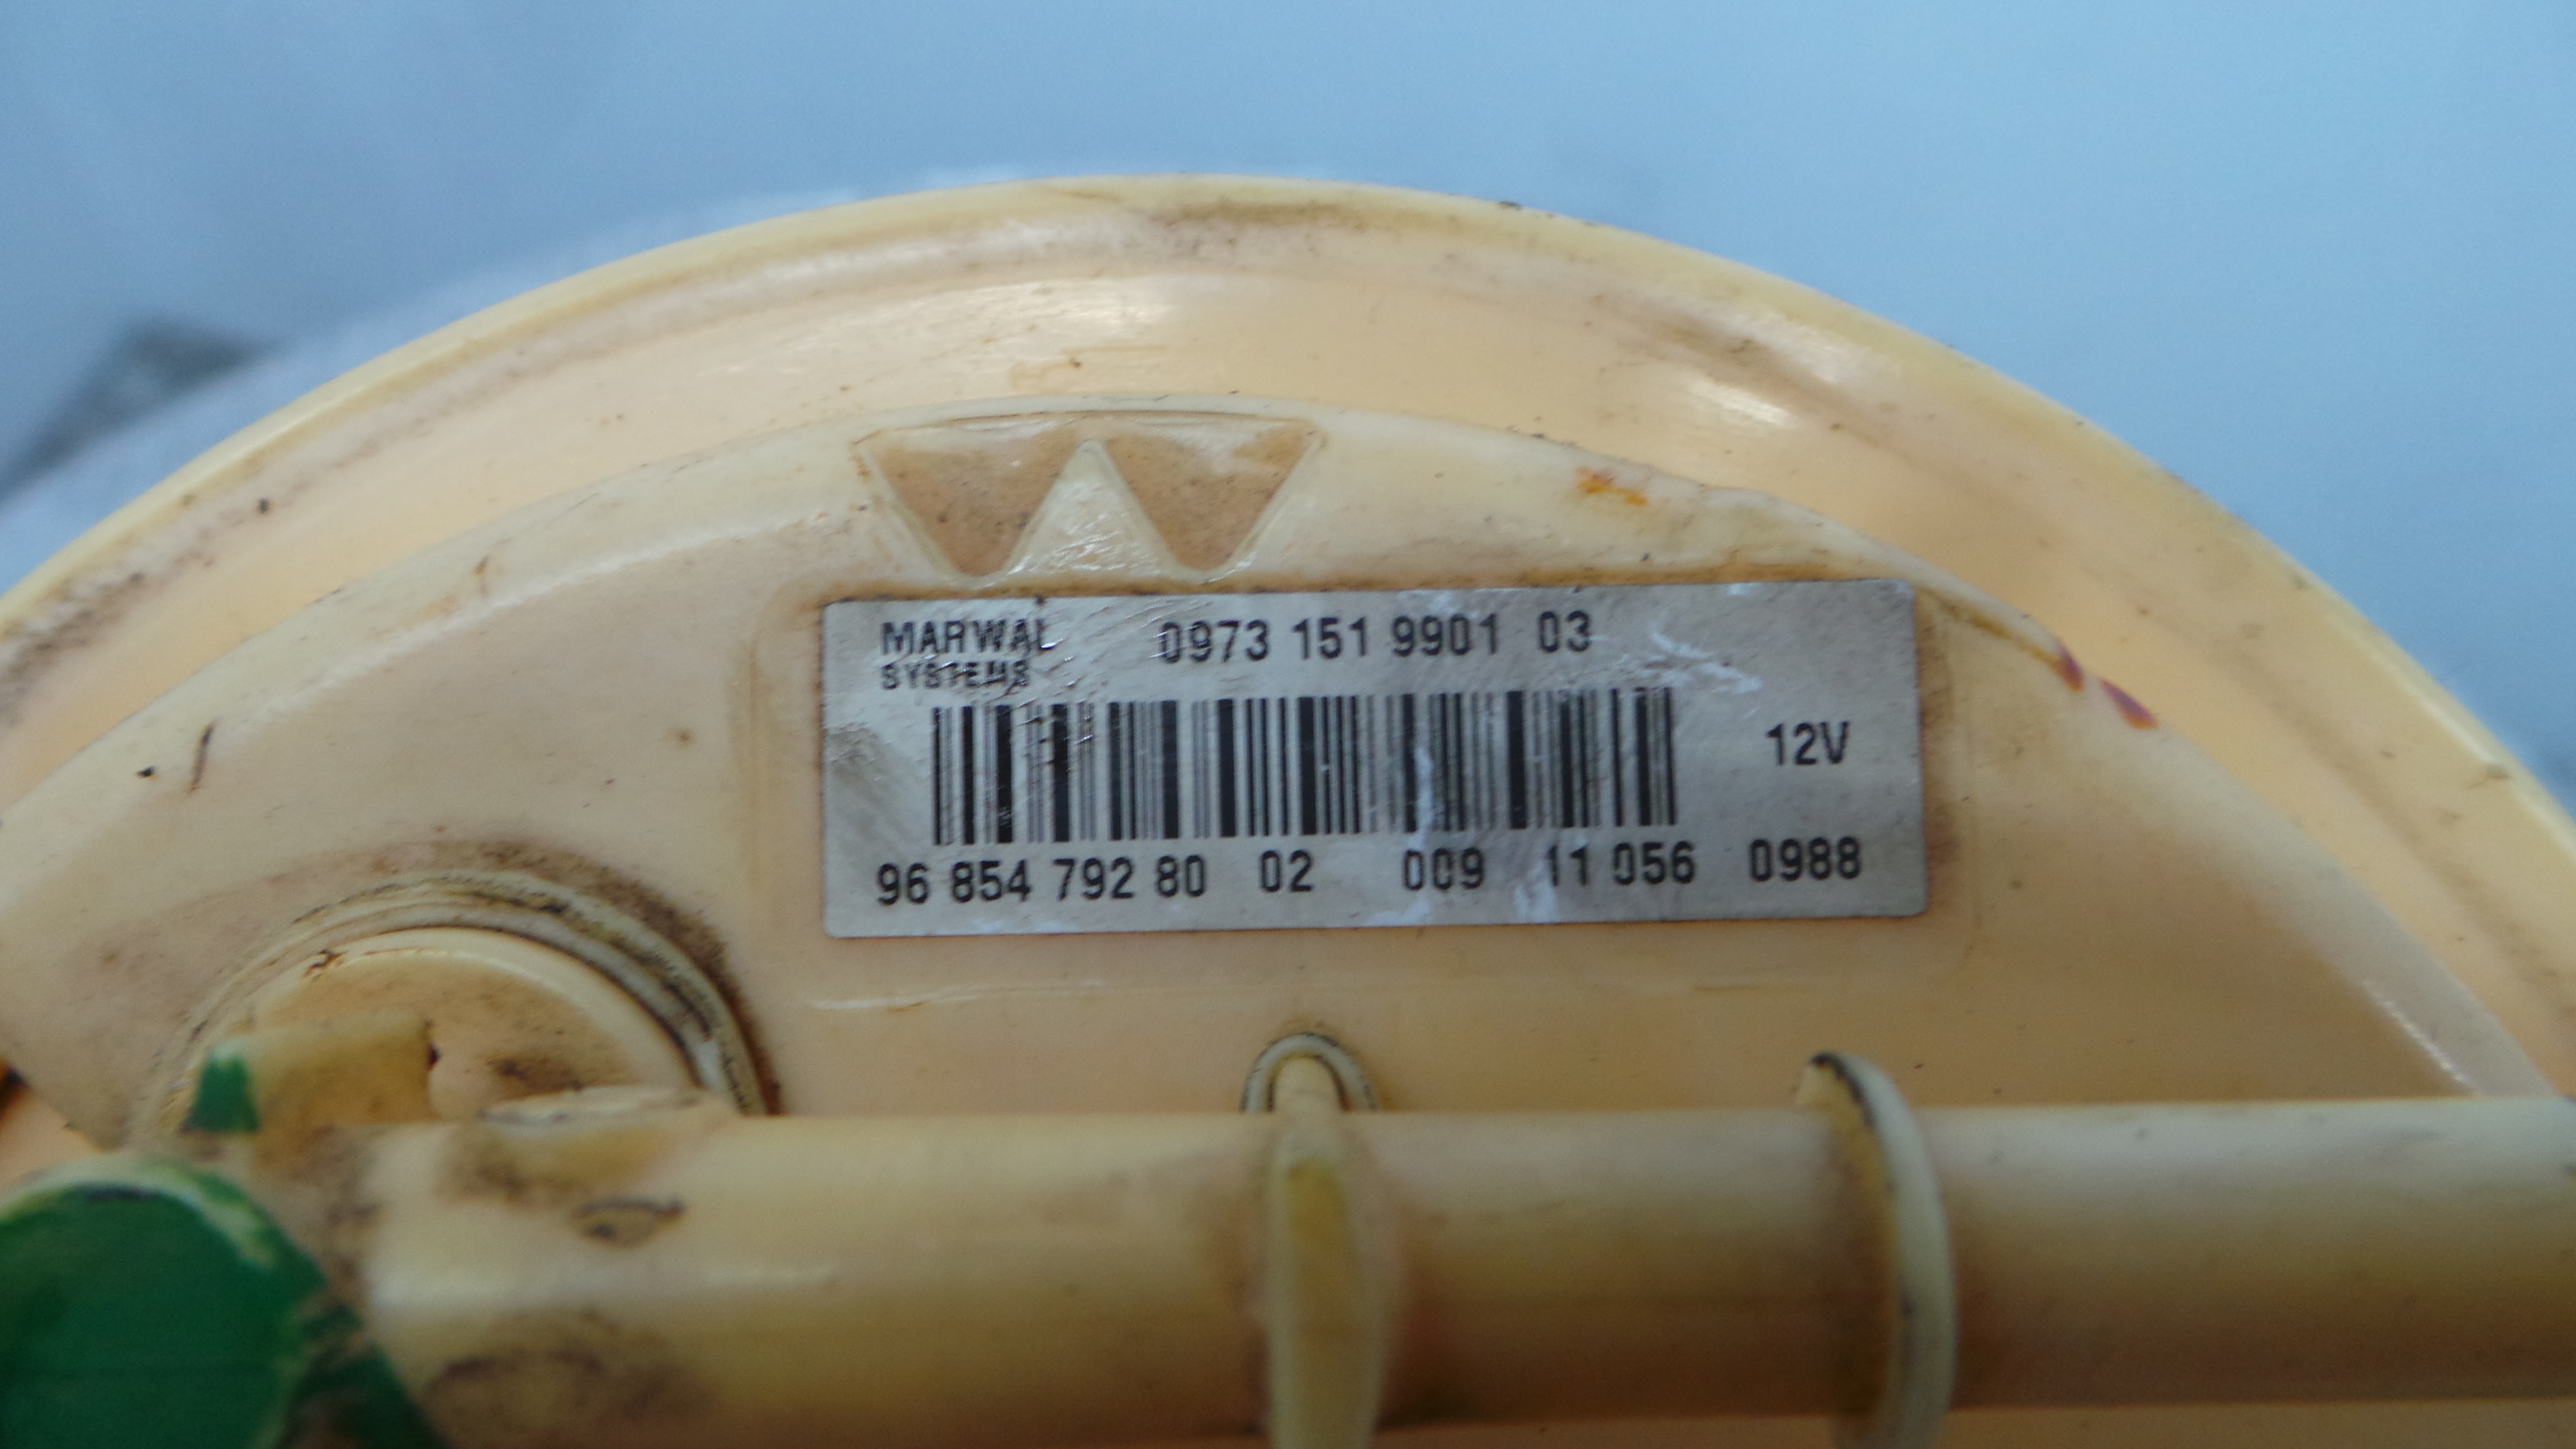 MARWAL 0973 151 9901 03
SYSTEMS
12V
96 854 792 80 02 009 11 056 0988